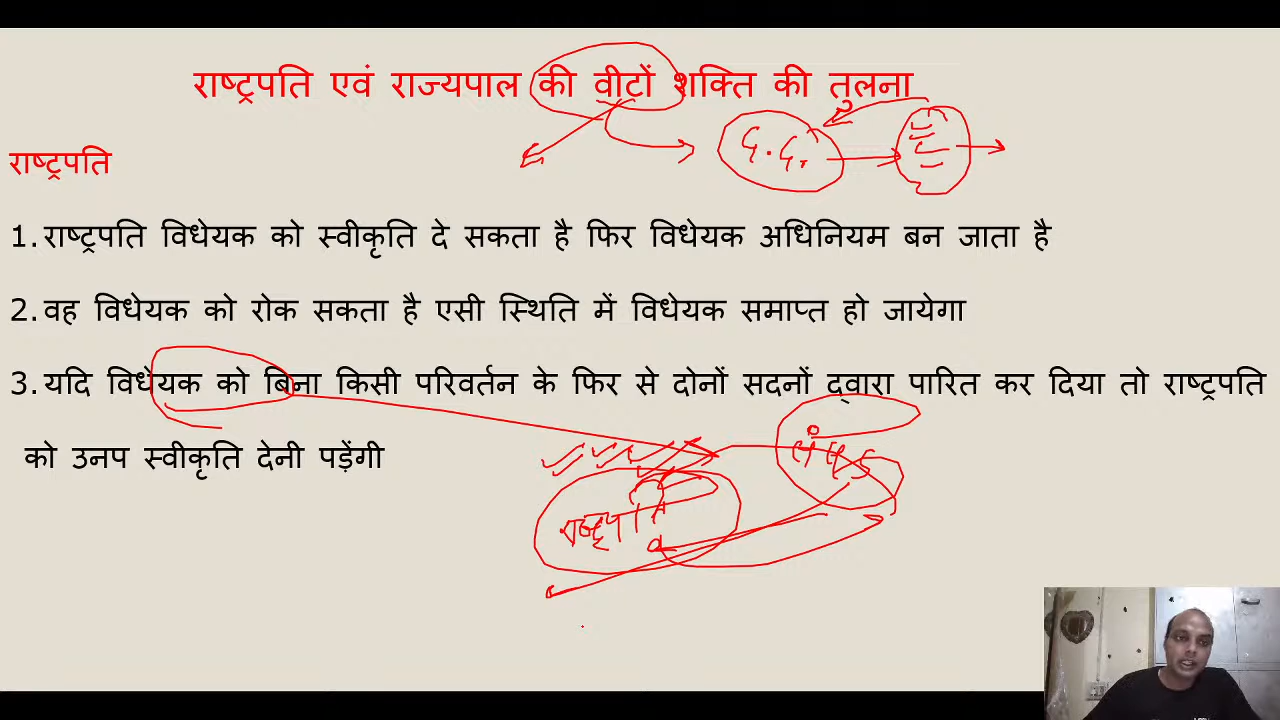 राष्ट्रपति एवं राज्यपाल की वीटों शक्ति की तुलना
राष्ट्रपति
1. राष्ट्रपति विधेयक को स्वीकृति दे सकता है फिर विधेयक अधिनियम बन जाता है
2. वह विधेयक को रोक सकता है एसी स्थिति में विधेयक समाप्त हो जायेगा
3. यदि विधेयक को बिना किसी परिवर्तन के फिर से दोनों सदनों द्वारा पारित कर दिया तो राष्ट्रपति
को उनप स्वीकृति देनी पड़ेंगी
संसद
राष्ट्रपति